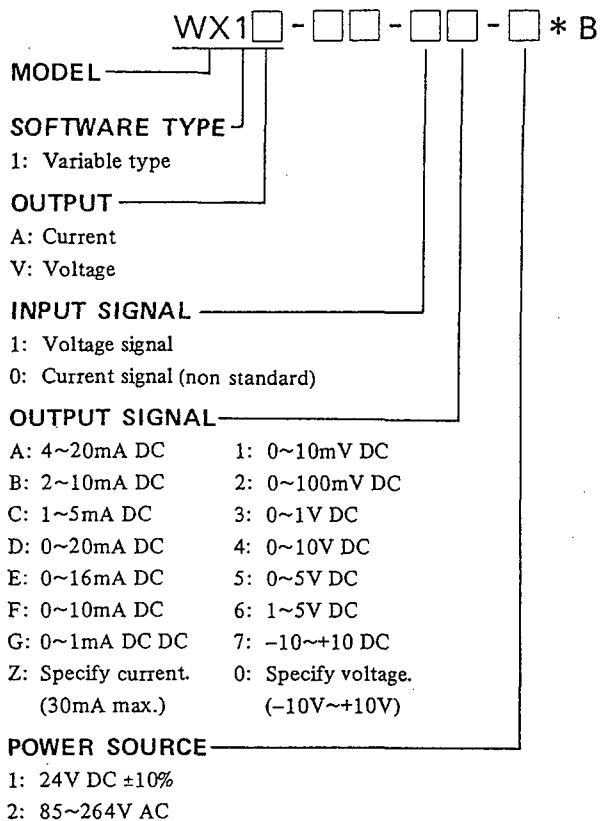 WX1□-□□-□□-□*B
MODEL
SOFTWARE TYPE
1: Variable type
OUTPUT
A: Current
V: Voltage
INPUT SIGNAL
1: Voltage signal
0: Current signal (non standard)
OUTPUT SIGNAL
A: 4~20mA DC 1: 0~10mV DC
B: 2~10mA DC 2: 0~100mV DC
C: 1~5mA DC 3: 0~1V DC
D: 0~20mA DC 4: 0~10V DC
E: 0~16mA DC 5: 0~5V DC
F: 0~10mA DC 6: 1~5V DC
G: 0~1mA DC DC 7: –10~+10 DC
Z: Specify current. 0: Specify voltage.
(30mA max.) (–10V~+10V)
POWER SOURCE
1: 24V DC ±10%
2: 85~264V AC